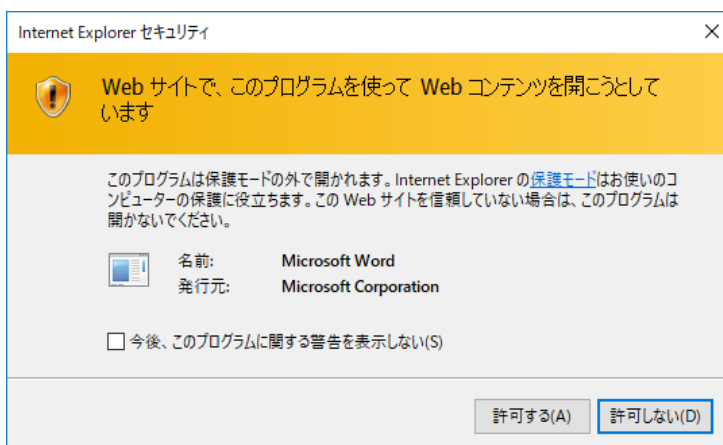 Internet Explorer セキュリティ
Web サイトで、このプログラムを使って Web コンテンツを開こうとして
います
このプログラムは保護モードの外で開かれます。Internet Explorer の保護モードはお使いのコ
ンピューターの保護に役立ちます。この Web サイトを信頼していない場合は、このプログラムは
開かないでください。
名前: Microsoft Word
発行元: Microsoft Corporation
今後、このプログラムに関する警告を表示しない(S)
許可する(A) 許可しない(D)